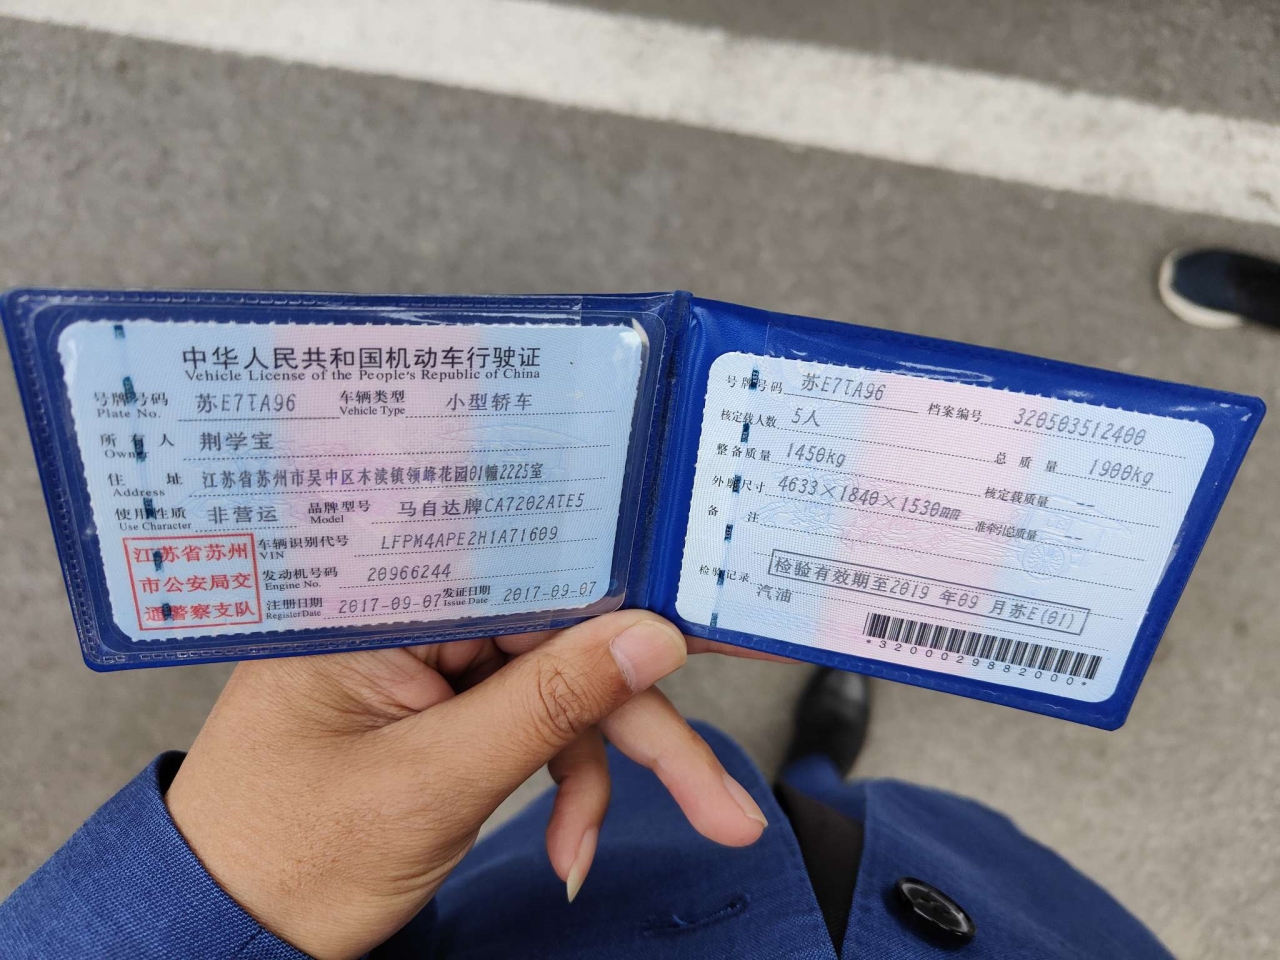 中华人民共和国机动车行驶证
Vehicle License of the People's Republic of China
号牌号码 苏E7TA96 车辆类型 小型轿车
Plate No. Vehicle Type
所有人 荆学宝
Owner
住址 江苏省苏州市吴中区木渎镇领峰花园01幢2225室
Address
使用性质 非营运 品牌型号 马自达牌CA7202ATE5
Use Character Model
江苏省苏州
市公安局交
通警察支队
车辆识别代号 LFPM4APE2H1A71609
VIN
发动机号码 20966244
Engine No.
注册日期 2017-09-07 发证日期 2017-09-07
Register Date Issue Date
号牌号码 苏E7TA96 档案编号 320503512400
核定载人数 5人 总质量 1900kg
整备质量 1450kg 核定载质量 --
外廓尺寸 4633×1840×1530mm 准牵引总质量 --
备注
检验记录 检验有效期至2019年09月苏E(01)
汽油
*3200029882000*